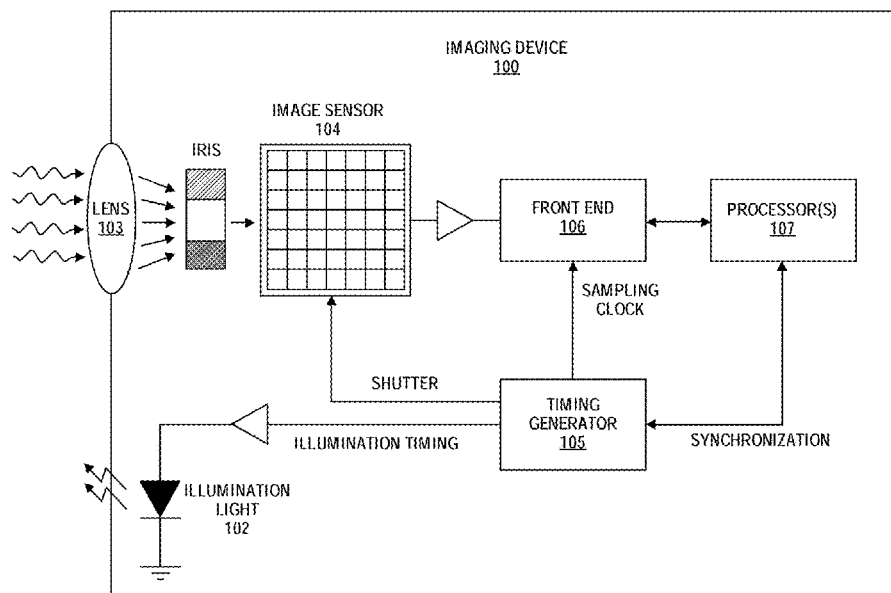 IMAGING DEVICE
100
IMAGE SENSOR
104
IRIS
LENS
103
FRONT END
106
PROCESSOR(S)
107
SAMPLING
CLOCK
SHUTTER
TIMING
GENERATOR
105
ILLUMINATION TIMING
SYNCHRONIZATION
ILLUMINATION
LIGHT
102